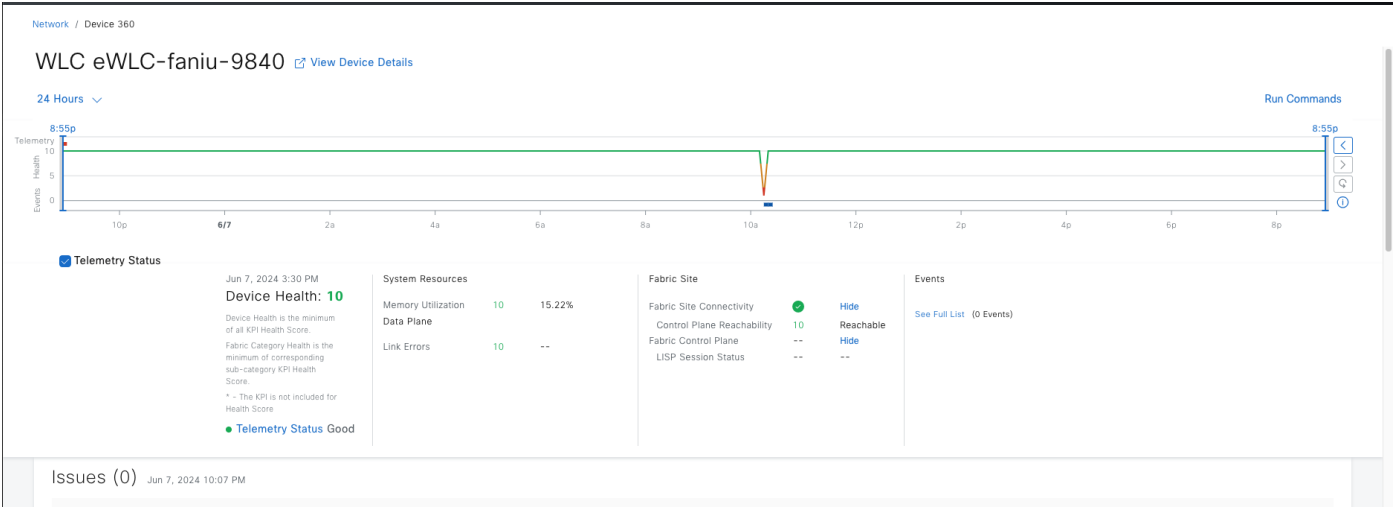 Network / Device 360
WLC eWLC-faniu-9840 View Device Details
24 Hours
Run Commands
8:55p
8:55p
Telemetry
10
Health
5
Events
0
10p 6/7 2a 4a 6a 8a 10a 12p 2p 4p 6p 8p
Telemetry Status
Jun 7, 2024 3:30 PM
Device Health: 10
Device Health is the minimum
of all KPI Health Score.
Fabric Category Health is the
minimum of corresponding
sub-category KPI Health
Score.
* - The KPI is not included for
Health Score
Telemetry Status Good
System Resources
Memory Utilization 10 15.22%
Data Plane
Link Errors 10 --
Fabric Site
Fabric Site Connectivity Hide
Control Plane Reachability 10 Reachable
Fabric Control Plane -- Hide
LISP Session Status -- --
Events
See Full List (0 Events)
Issues (0) Jun 7, 2024 10:07 PM